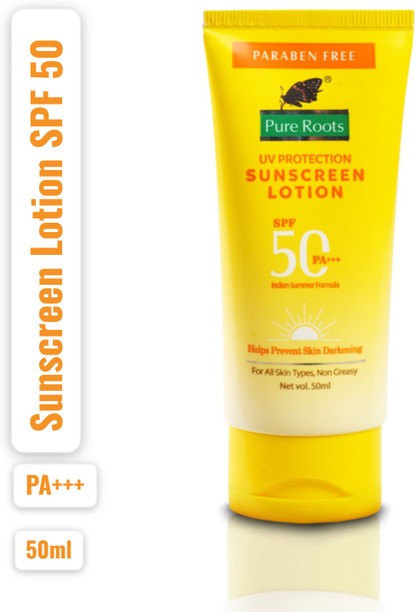 Sunscreen Lotion SPF 50
PA+++
50ml
PARABEN FREE
®
Pure Roots
UV PROTECTION
SUNSCREEN
LOTION
SPF
50 PA+++
Indian Summer Formula
Helps Prevent Skin Darkening
For All Skin Types, Non Greasy
Net vol. 50ml